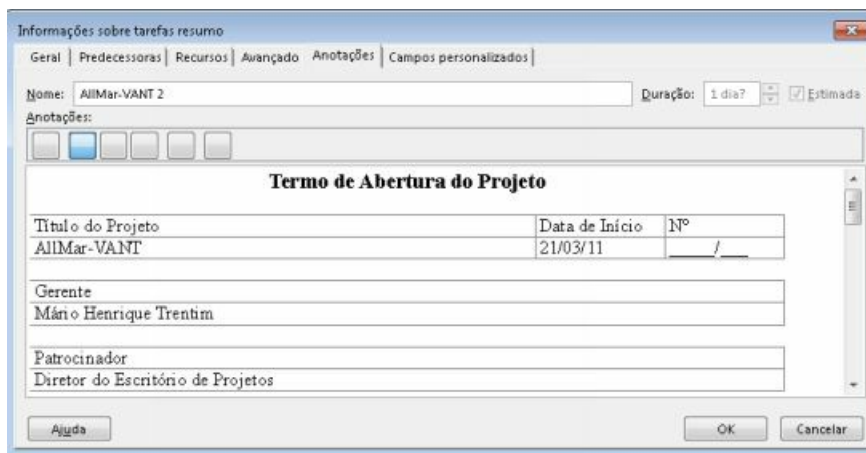 Informações sobre tarefas resumo
Geral Predecessoras Recursos Avançado Anotações Campos personalizados
Nome: AllMar-VANT 2 Duração: 1 dia? Estimada
Anotações:
Termo de Abertura do Projeto
Título do Projeto Data de Início Nº
AllMar-VANT 21/03/11 _____/___
Gerente
Mário Henrique Trentim
Patrocinador
Diretor do Escritório de Projetos
Ajuda OK Cancelar